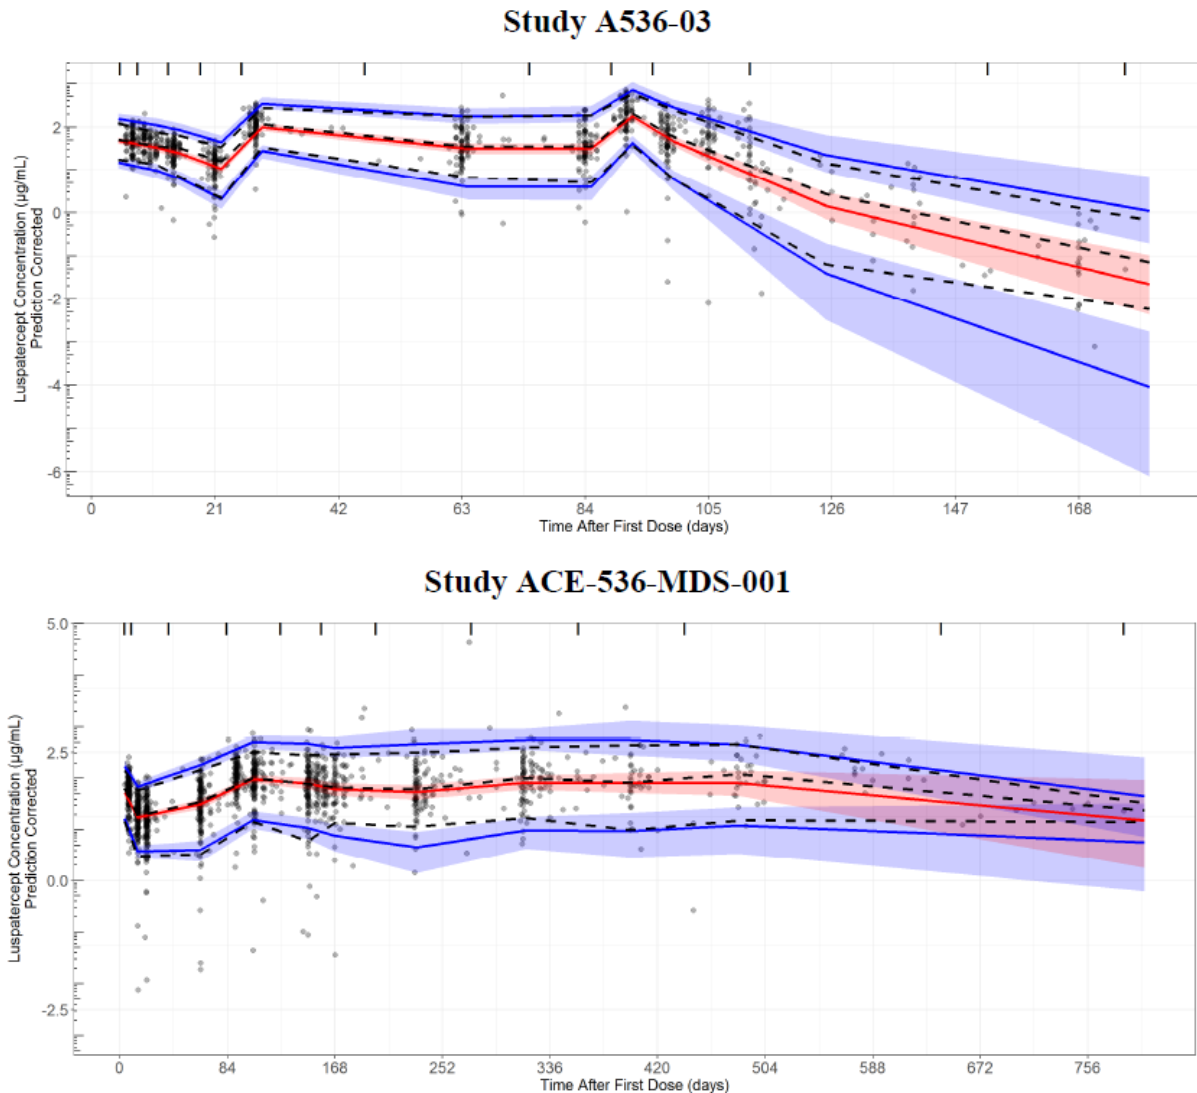 Study A536-03
Luspatercept Concentration (µg/mL)
Prediction Corrected
2
0
-2
-4
-6
0 21 42 63 84 105 126 147 168
Time After First Dose (days)
Study ACE-536-MDS-001
Luspatercept Concentration (µg/mL)
Prediction Corrected
5.0
2.5
0.0
-2.5
0 84 168 252 336 420 504 588 672 756
Time After First Dose (days)